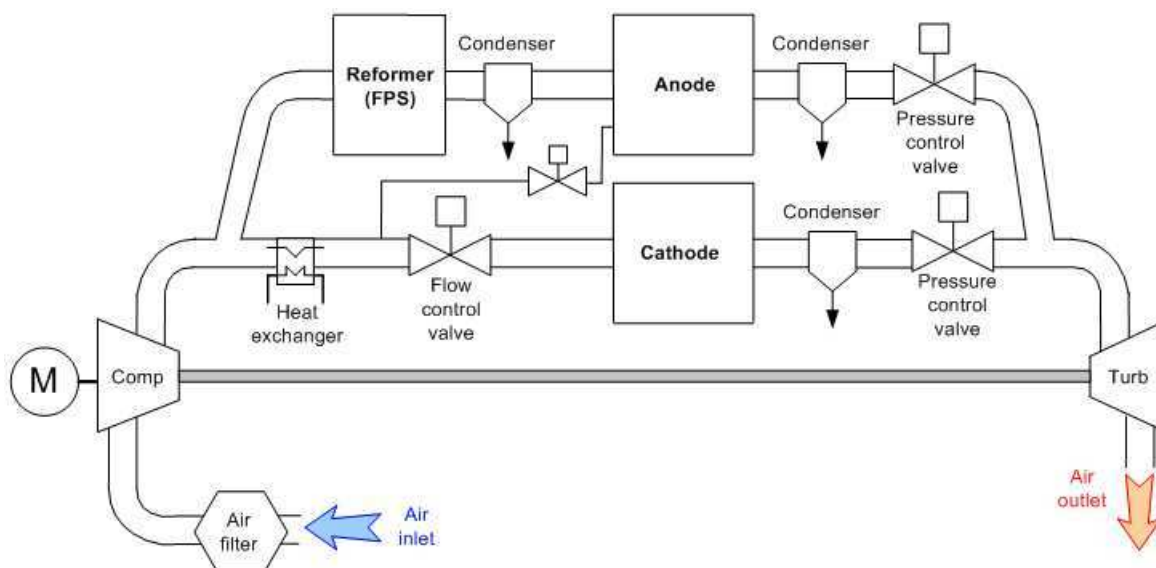 Condenser
Condenser
Reformer
(FPS)
Anode
Pressure
control
valve
Condenser
Cathode
Flow
control
valve
Pressure
control
valve
Heat
exchanger
M
Comp
Turb
Air
filter
Air
inlet
Air
outlet